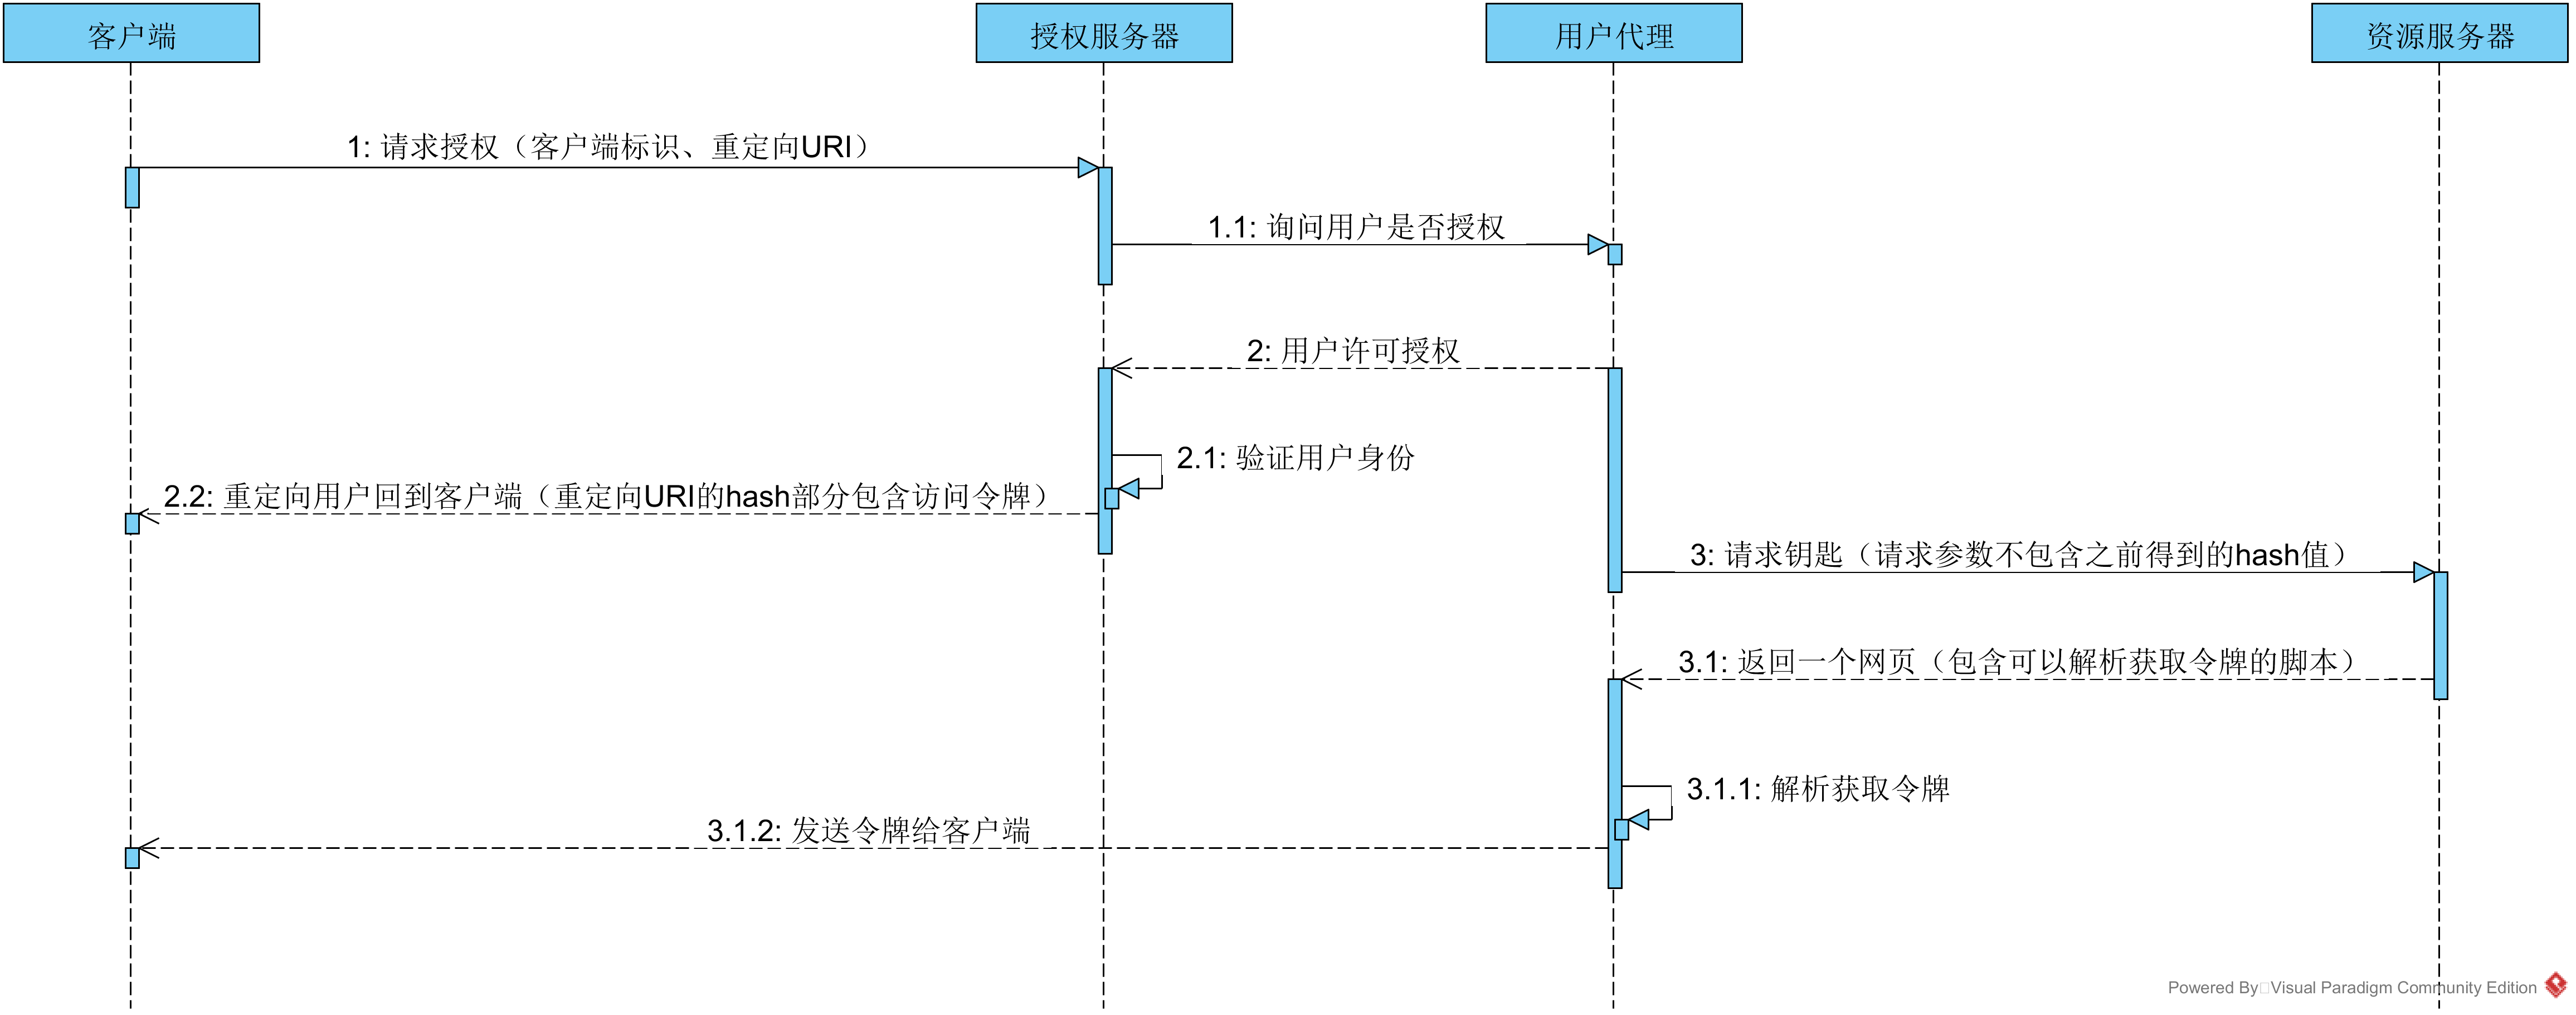 客户端
授权服务器
用户代理
资源服务器
1: 请求授权（客户端标识、重定向URI）
1.1: 询问用户是否授权
2: 用户许可授权
2.1: 验证用户身份
2.2: 重定向用户回到客户端（重定向URI的hash部分包含访问令牌）
3: 请求钥匙（请求参数不包含之前得到的hash值）
3.1: 返回一个网页（包含可以解析获取令牌的脚本）
3.1.1: 解析获取令牌
3.1.2: 发送令牌给客户端
Powered By Visual Paradigm Community Edition